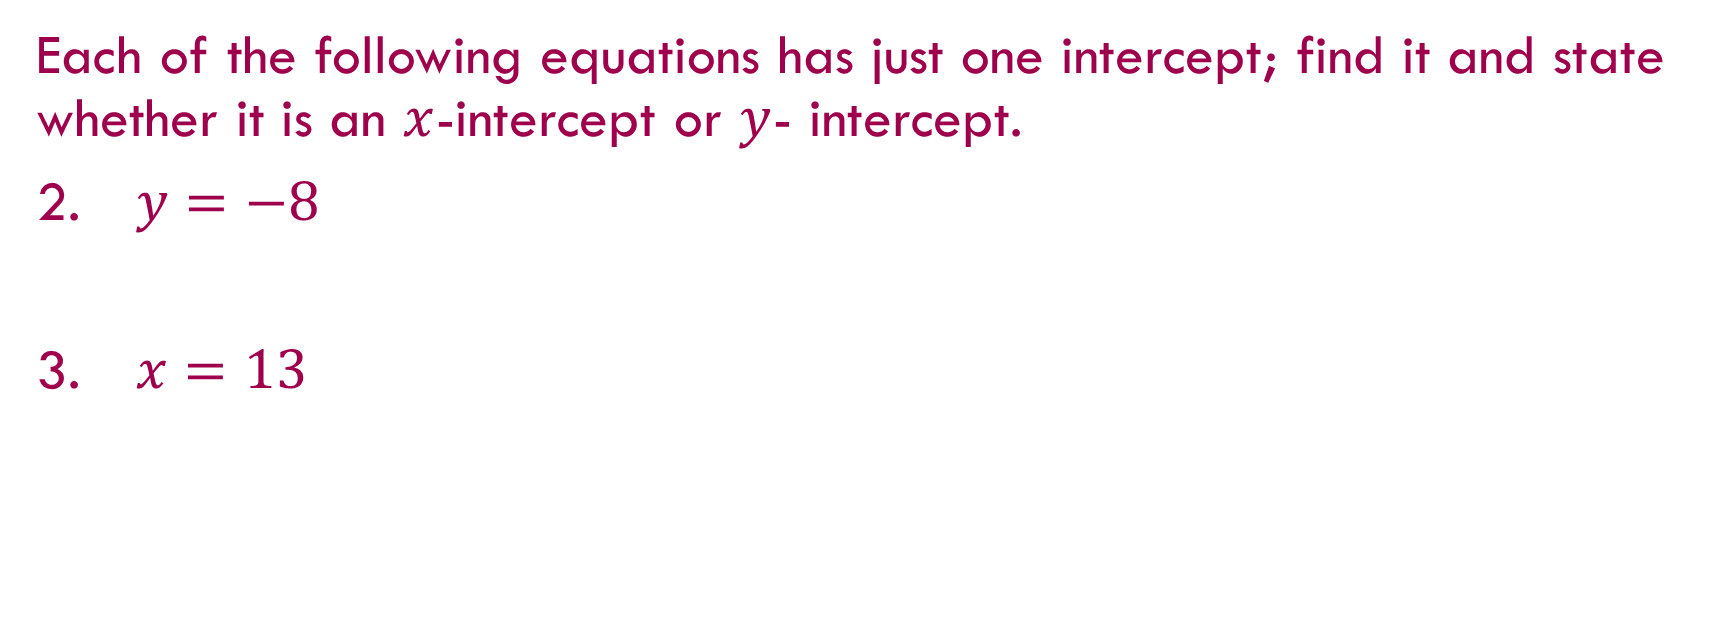 Each of the following equations has just one intercept; find it and state
whether it is an x-intercept or y- intercept.
2. y = −8
3. x = 13